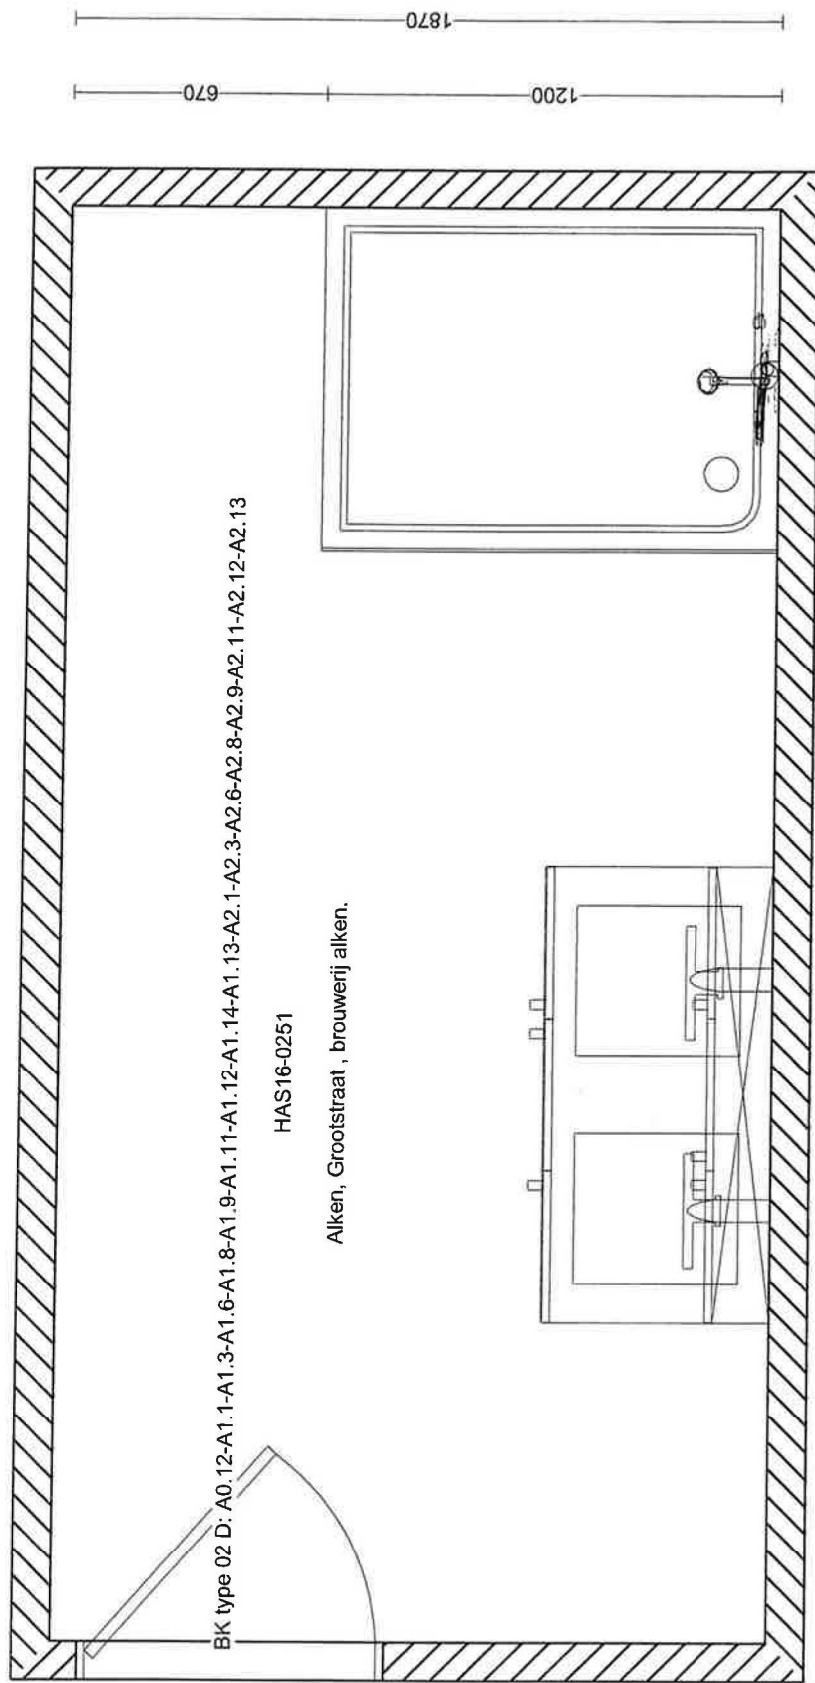 BK type 02 D: A0.12-A1.1-A1.3-A1.6-A1.8-A1.9-A1.11-A1.12-A1.14-A1.13-A2.1-A2.3-A2.6-A2.8-A2.9-A2.11-A2.12-A2.13
HAS16-0251
Alken, Grootstraat , brouwerij alken.
670
1200
1870